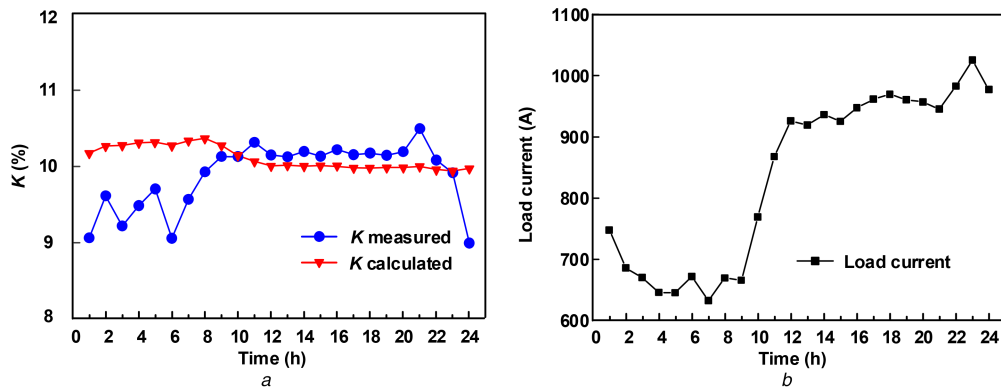 12
11
10
9
8
K (%)
K measured
K calculated
0 2 4 6 8 10 12 14 16 18 20 22 24
Time (h)
a
1100
1000
900
800
700
600
Load current (A)
Load current
0 2 4 6 8 10 12 14 16 18 20 22 24
Time (h)
b